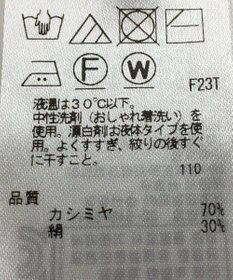 F
W
F23T
液温は30℃以下。
中性洗剤(おしゃれ着洗い)を
使用。漂白剤は液体タイプを使
用。よくすすぎ、絞りの後すぐ
に干すこと。
110
品質
カシミヤ 70%
絹 30%